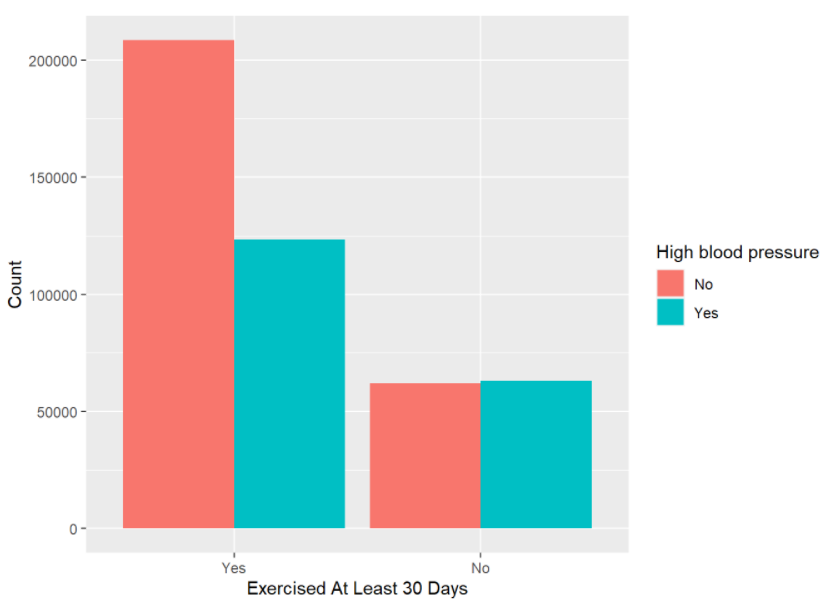 200000
150000
100000
50000
0
Count
Yes
No
Exercised At Least 30 Days
High blood pressure
No
Yes